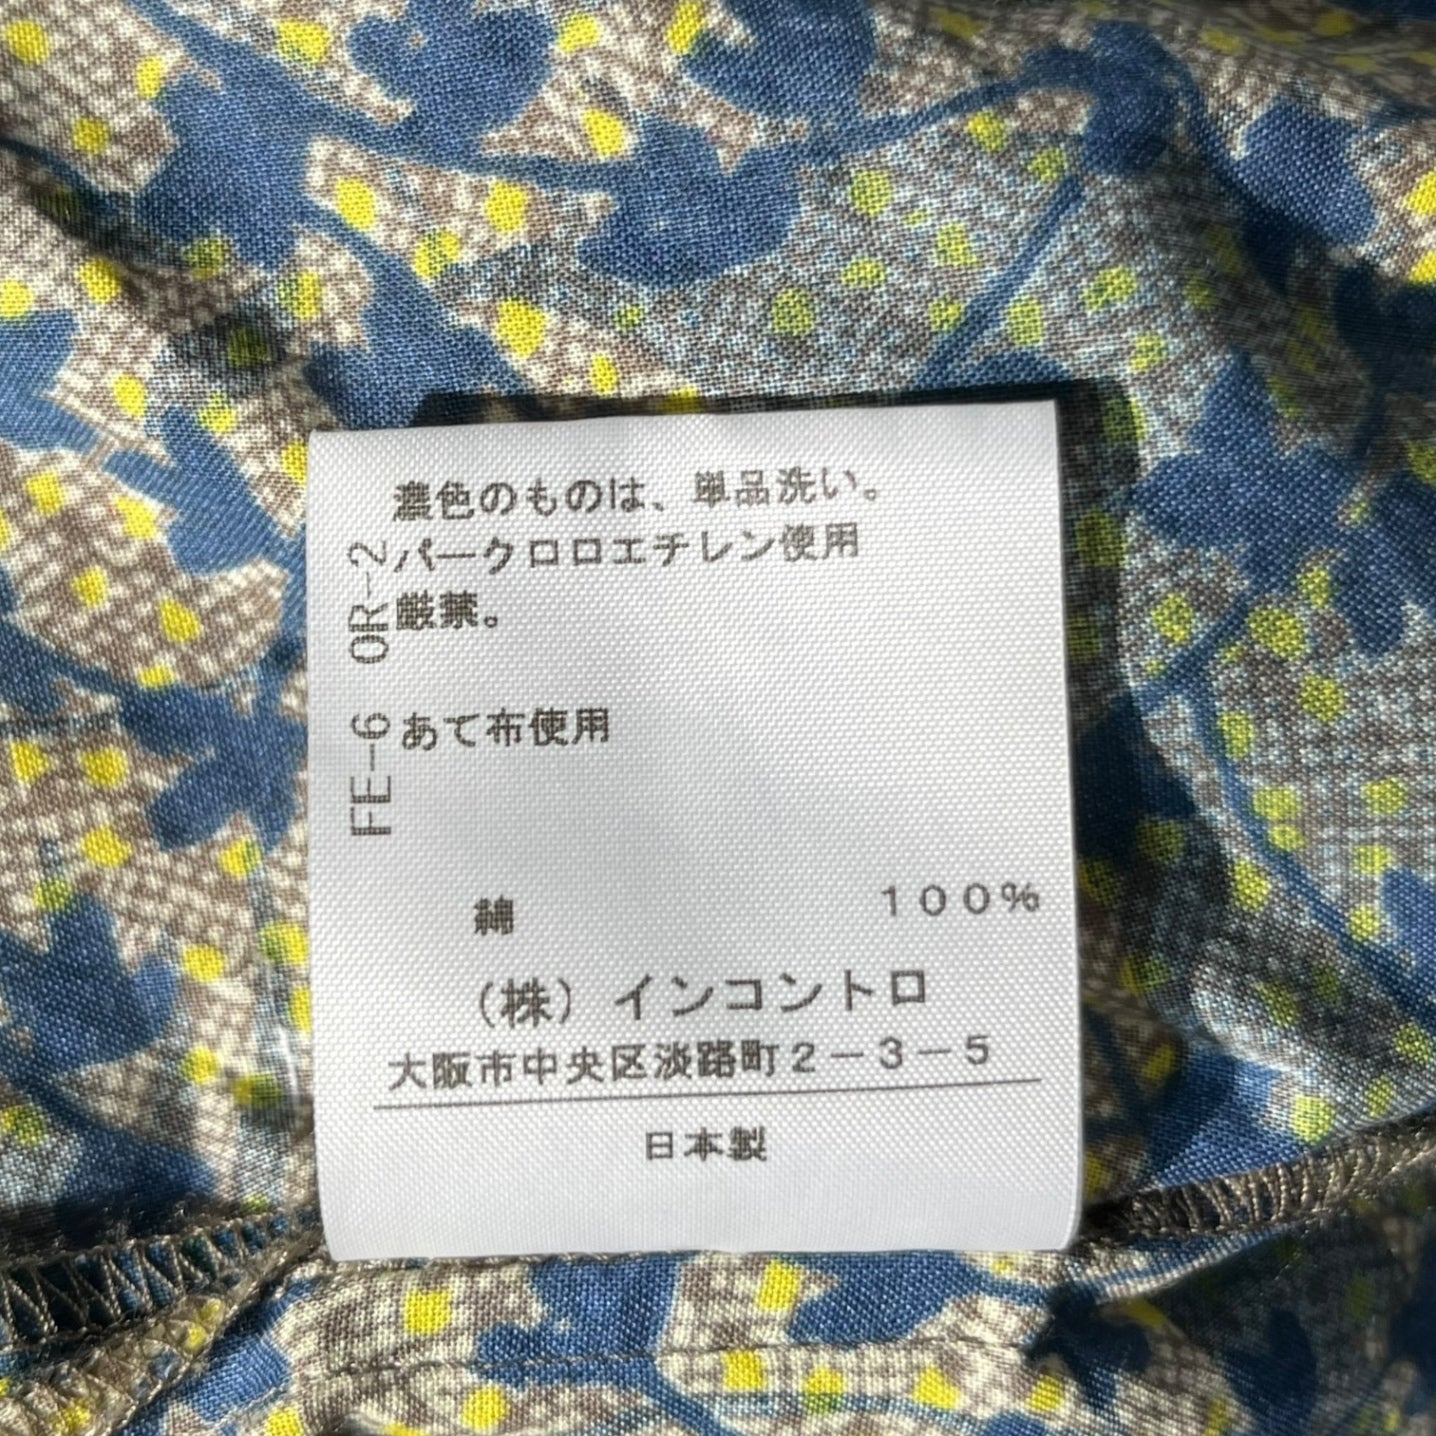 濃色のものは、単品洗い。
パークロロエチレン使用
厳禁。
あて布使用
FE-6 OR-2
綿 100%
(株)インコントロ
大阪市中央区淡路町2-3-5
日本製